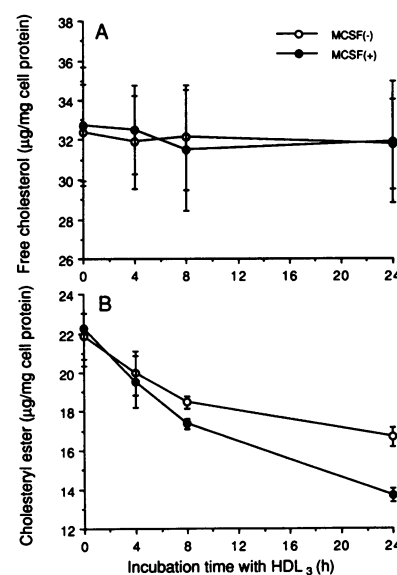 A
MCSF(-)
MCSF(+)
Free cholesterol (μg/mg cell protein)
38
36
34
32
30
28
26
0 4 8 12 16 20 24
B
Cholesteryl ester (μg/mg cell protein)
24
22
20
18
16
14
12
0 4 8 12 16 20 24
Incubation time with HDL3 (h)